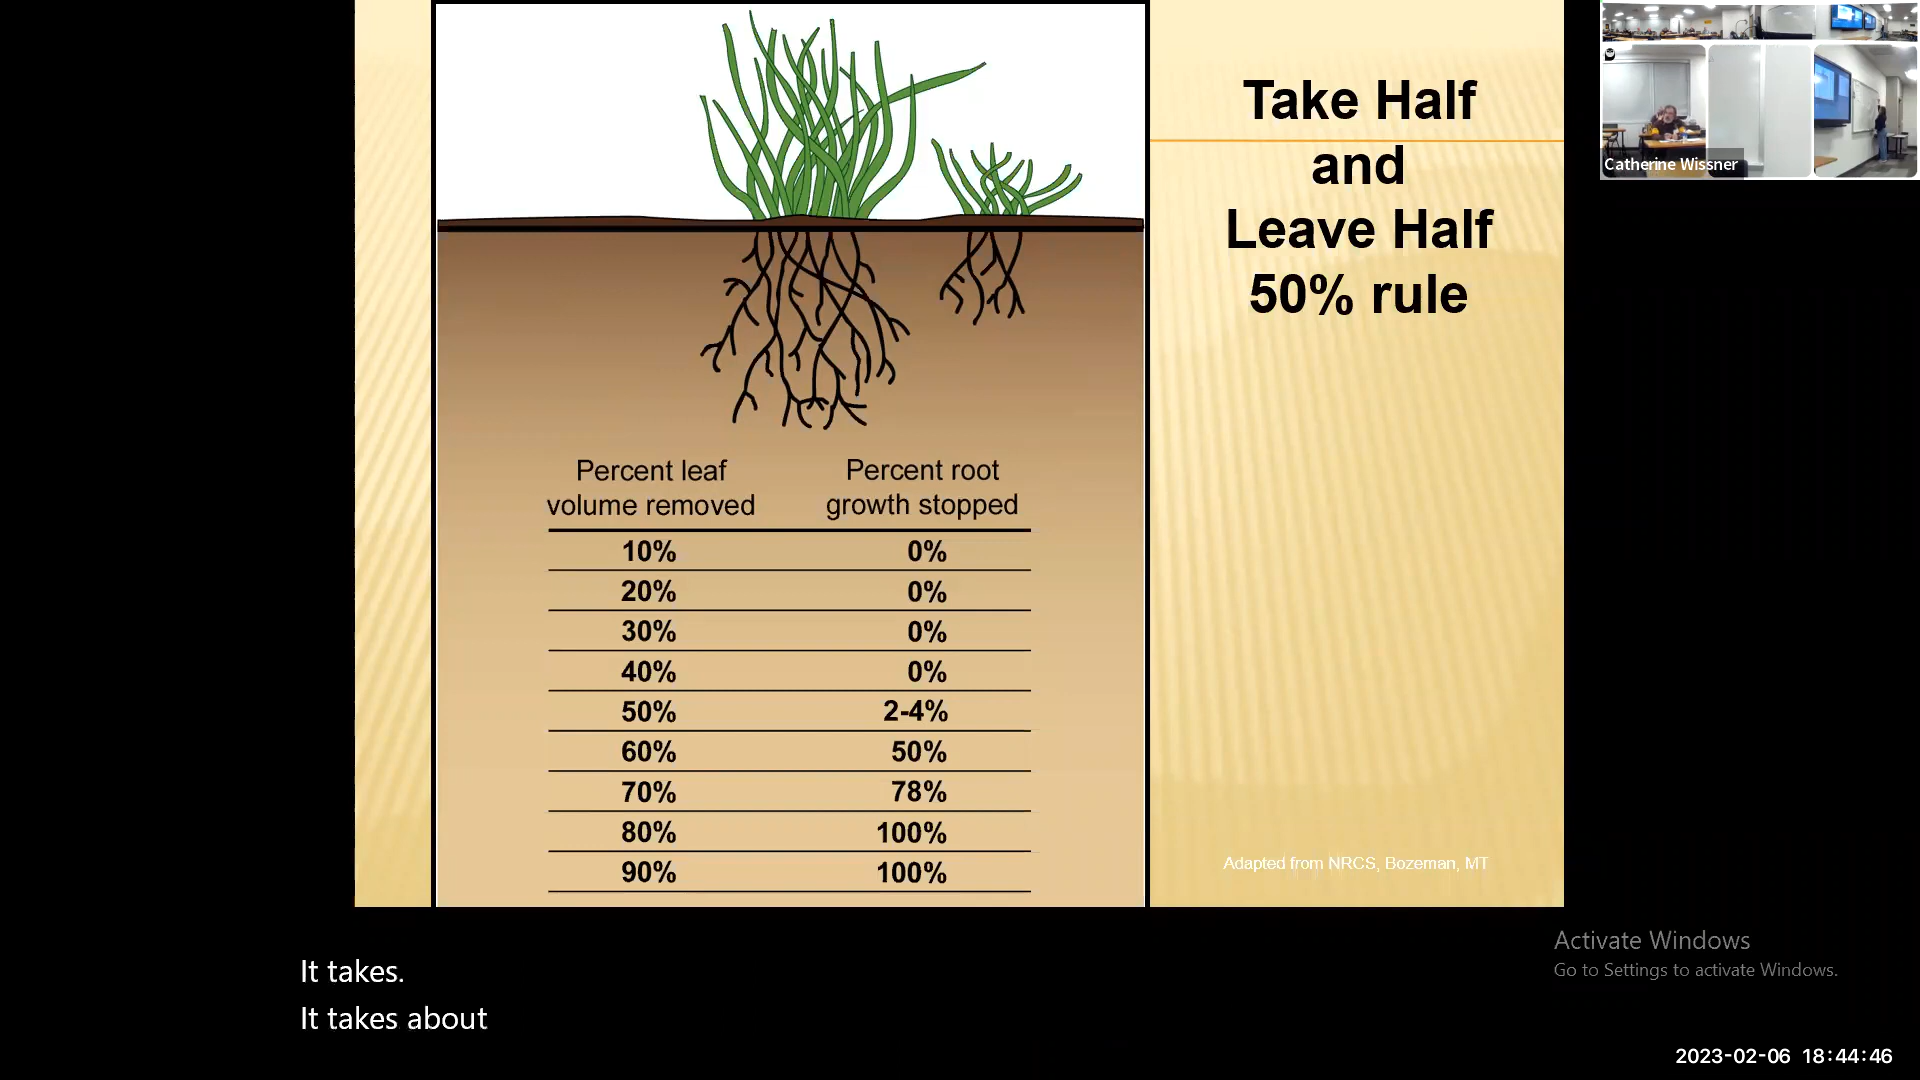 Take Half
and
Leave Half
50% rule
Percent leaf
volume removed
Percent root
growth stopped
10% 0%
20% 0%
30% 0%
40% 0%
50% 2-4%
60% 50%
70% 78%
80% 100%
90% 100%
Adapted from NRCS, Bozeman, MT
Catherine Wissner
Activate Windows
Go to Settings to activate Windows.
It takes.
It takes about
2023-02-06 18:44:46